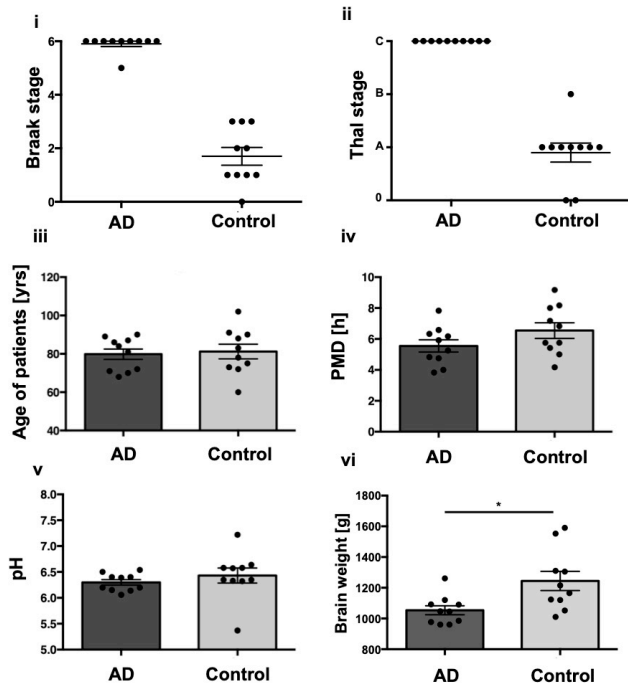 i
Braak stage
6
4
2
0
AD
Control
ii
Thal stage
C
B
A
0
AD
Control
iii
Age of patients [yrs]
120
100
80
60
40
AD
Control
iv
PMD [h]
10
8
6
4
2
0
AD
Control
v
pH
8.0
7.5
7.0
6.5
6.0
5.5
5.0
AD
Control
vi
Brain weight [g]
1800
1600
1400
1200
1000
800
*
AD
Control